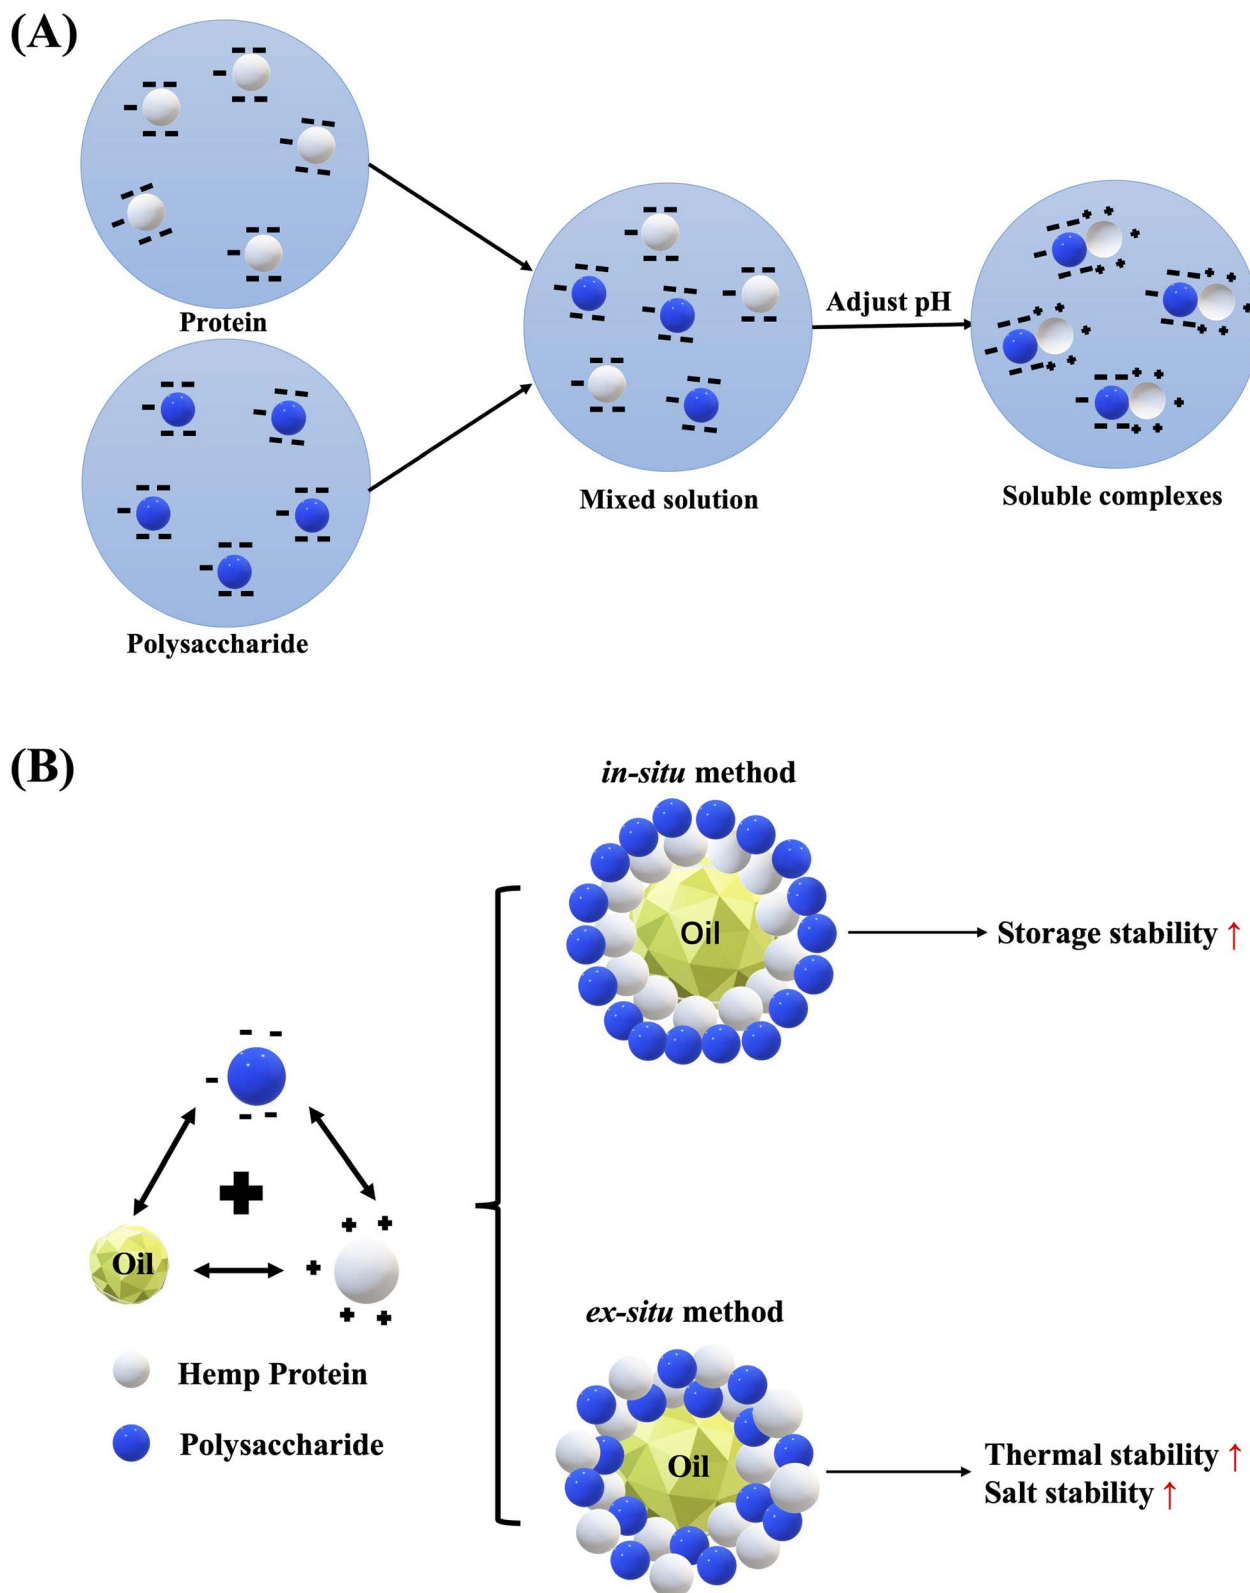 (A)
Protein
Polysaccharide
Mixed solution
Adjust pH
Soluble complexes
(B)
in-situ method
Oil
Storage stability ↑
Oil
Hemp Protein
Polysaccharide
ex-situ method
Oil
Thermal stability ↑
Salt stability ↑